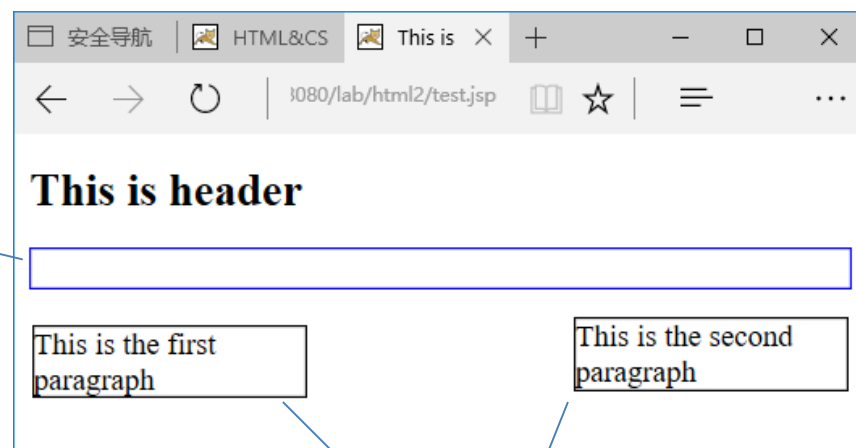 安全导航
HTML&CS
This is
8080/lab/html2/test.jsp
This is header
This is the first
paragraph
This is the second
paragraph